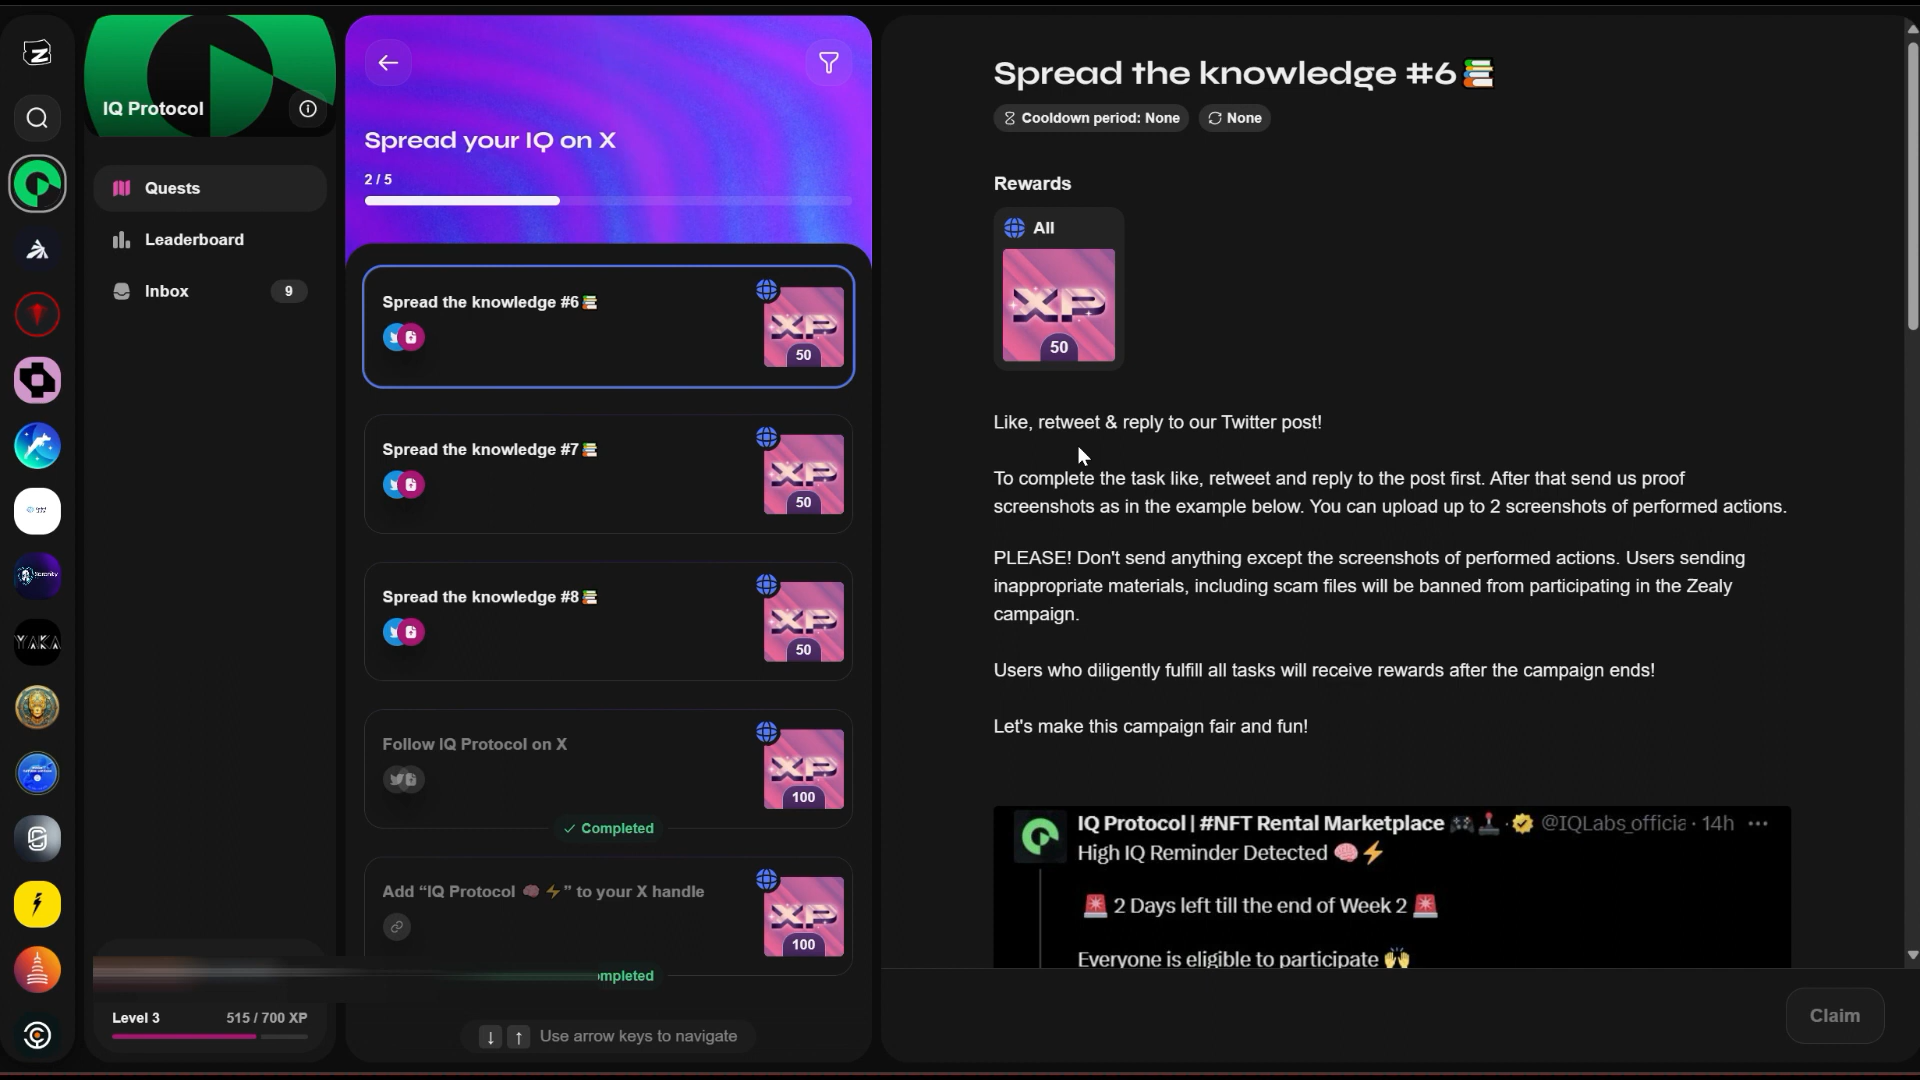 IQ Protocol
Quests
Leaderboard
Inbox
9
Level 3
515 / 700 XP
Spread your IQ on X
2 / 5
Spread the knowledge #6📚
XP
50
Spread the knowledge #7📚
XP
50
Spread the knowledge #8📚
XP
50
Follow IQ Protocol on X
XP
100
✓ Completed
Add “IQ Protocol 🧠⚡” to your X handle
XP
100
mpleted
↓ ↑ Use arrow keys to navigate
YAKA
Spread the knowledge #6📚
Cooldown period: None
None
Rewards
All
XP
50
Like, retweet & reply to our Twitter post!
To complete the task like, retweet and reply to the post first. After that send us proof
screenshots as in the example below. You can upload up to 2 screenshots of performed actions.
PLEASE! Don't send anything except the screenshots of performed actions. Users sending
inappropriate materials, including scam files will be banned from participating in the Zealy
campaign.
Users who diligently fulfill all tasks will receive rewards after the campaign ends!
Let's make this campaign fair and fun!
IQ Protocol | #NFT Rental Marketplace 🎮🕹️ · @IQLabs_officia · 14h ···
High IQ Reminder Detected 🧠⚡
🚨 2 Days left till the end of Week 2 🚨
Everyone is eligible to participate 🙌
Claim